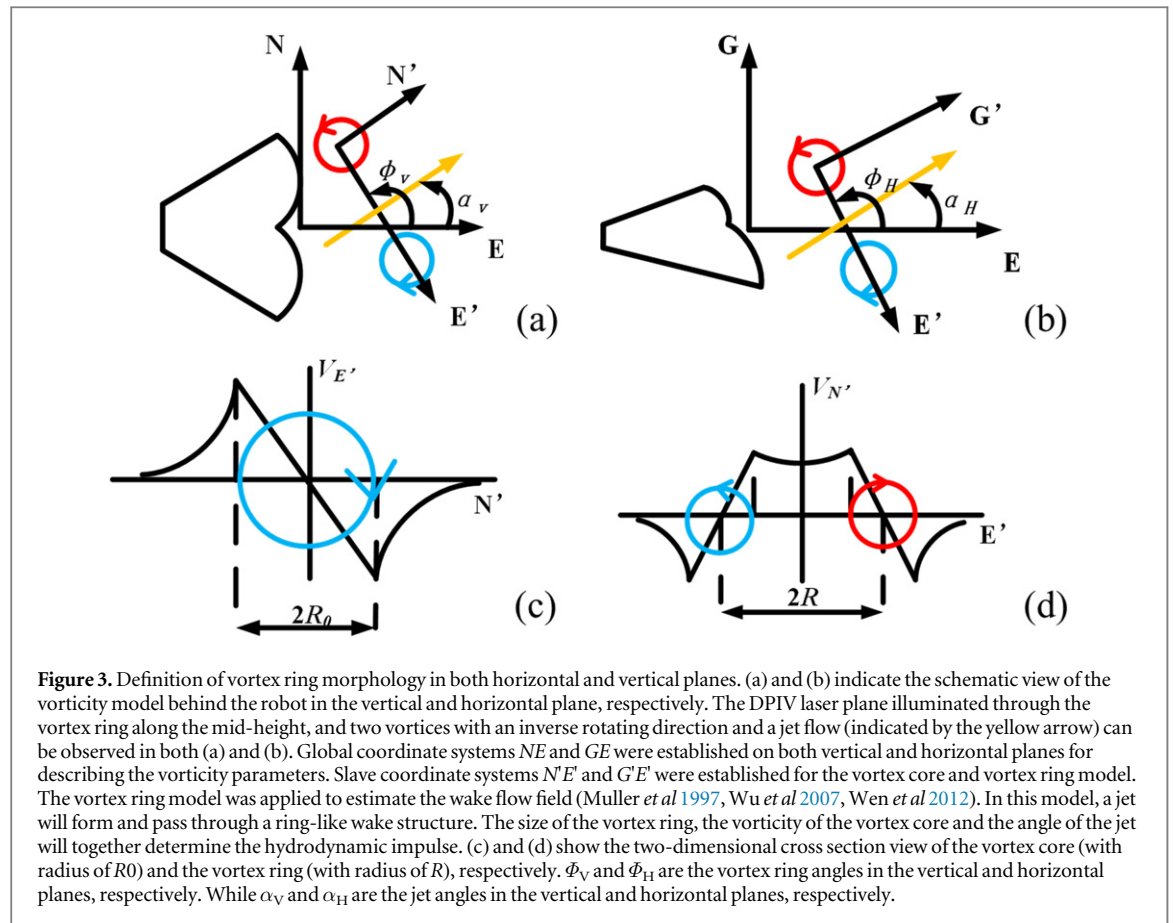 N
N'
ϕ v
α v
E
E'
(a)
G
G'
ϕ H
α H
E
E'
(b)
V E'
N'
2R0
(c)
V N'
E'
2R
(d)
Figure 3. Definition of vortex ring morphology in both horizontal and vertical planes. (a) and (b) indicate the schematic view of the
vorticity model behind the robot in the vertical and horizontal plane, respectively. The DPIV laser plane illuminated through the
vortex ring along the mid-height, and two vortices with an inverse rotating direction and a jet flow (indicated by the yellow arrow) can
be observed in both (a) and (b). Global coordinate systems NE and GE were established on both vertical and horizontal planes for
describing the vorticity parameters. Slave coordinate systems N'E' and G'E' were established for the vortex core and vortex ring model.
The vortex ring model was applied to estimate the wake flow field (Muller et al 1997, Wu et al 2007, Wen et al 2012). In this model, a jet
will form and pass through a ring-like wake structure. The size of the vortex ring, the vorticity of the vortex core and the angle of the jet
will together determine the hydrodynamic impulse. (c) and (d) show the two-dimensional cross section view of the vortex core (with
radius of R0) and the vortex ring (with radius of R), respectively. ΦV and ΦH are the vortex ring angles in the vertical and horizontal
planes, respectively. While αV and αH are the jet angles in the vertical and horizontal planes, respectively.